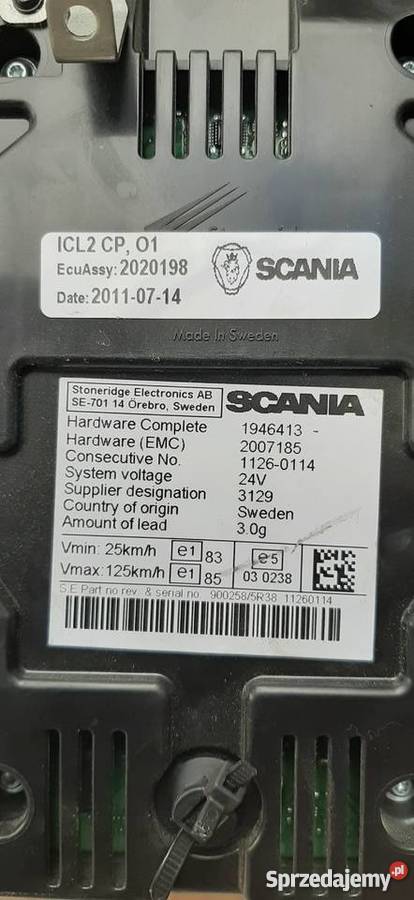 ICL2 CP, O1
EcuAssy: 2020198
SCANIA
Date: 2011-07-14
Made In Sweden
Stoneridge Electronics AB
SE-701 14 Örebro, Sweden
SCANIA
Hardware Complete 1946413 -
Hardware (EMC) 2007185
Consecutive No. 1126-0114
System voltage 24V
Supplier designation 3129
Country of origin Sweden
Amount of lead 3.0g
Vmin: 25km/h e1 83 e5
Vmax: 125km/h e1 85 03 0238
S.E Part no rev. & serial no. 900258/5R38 11260114
Sprzedajemy.pl